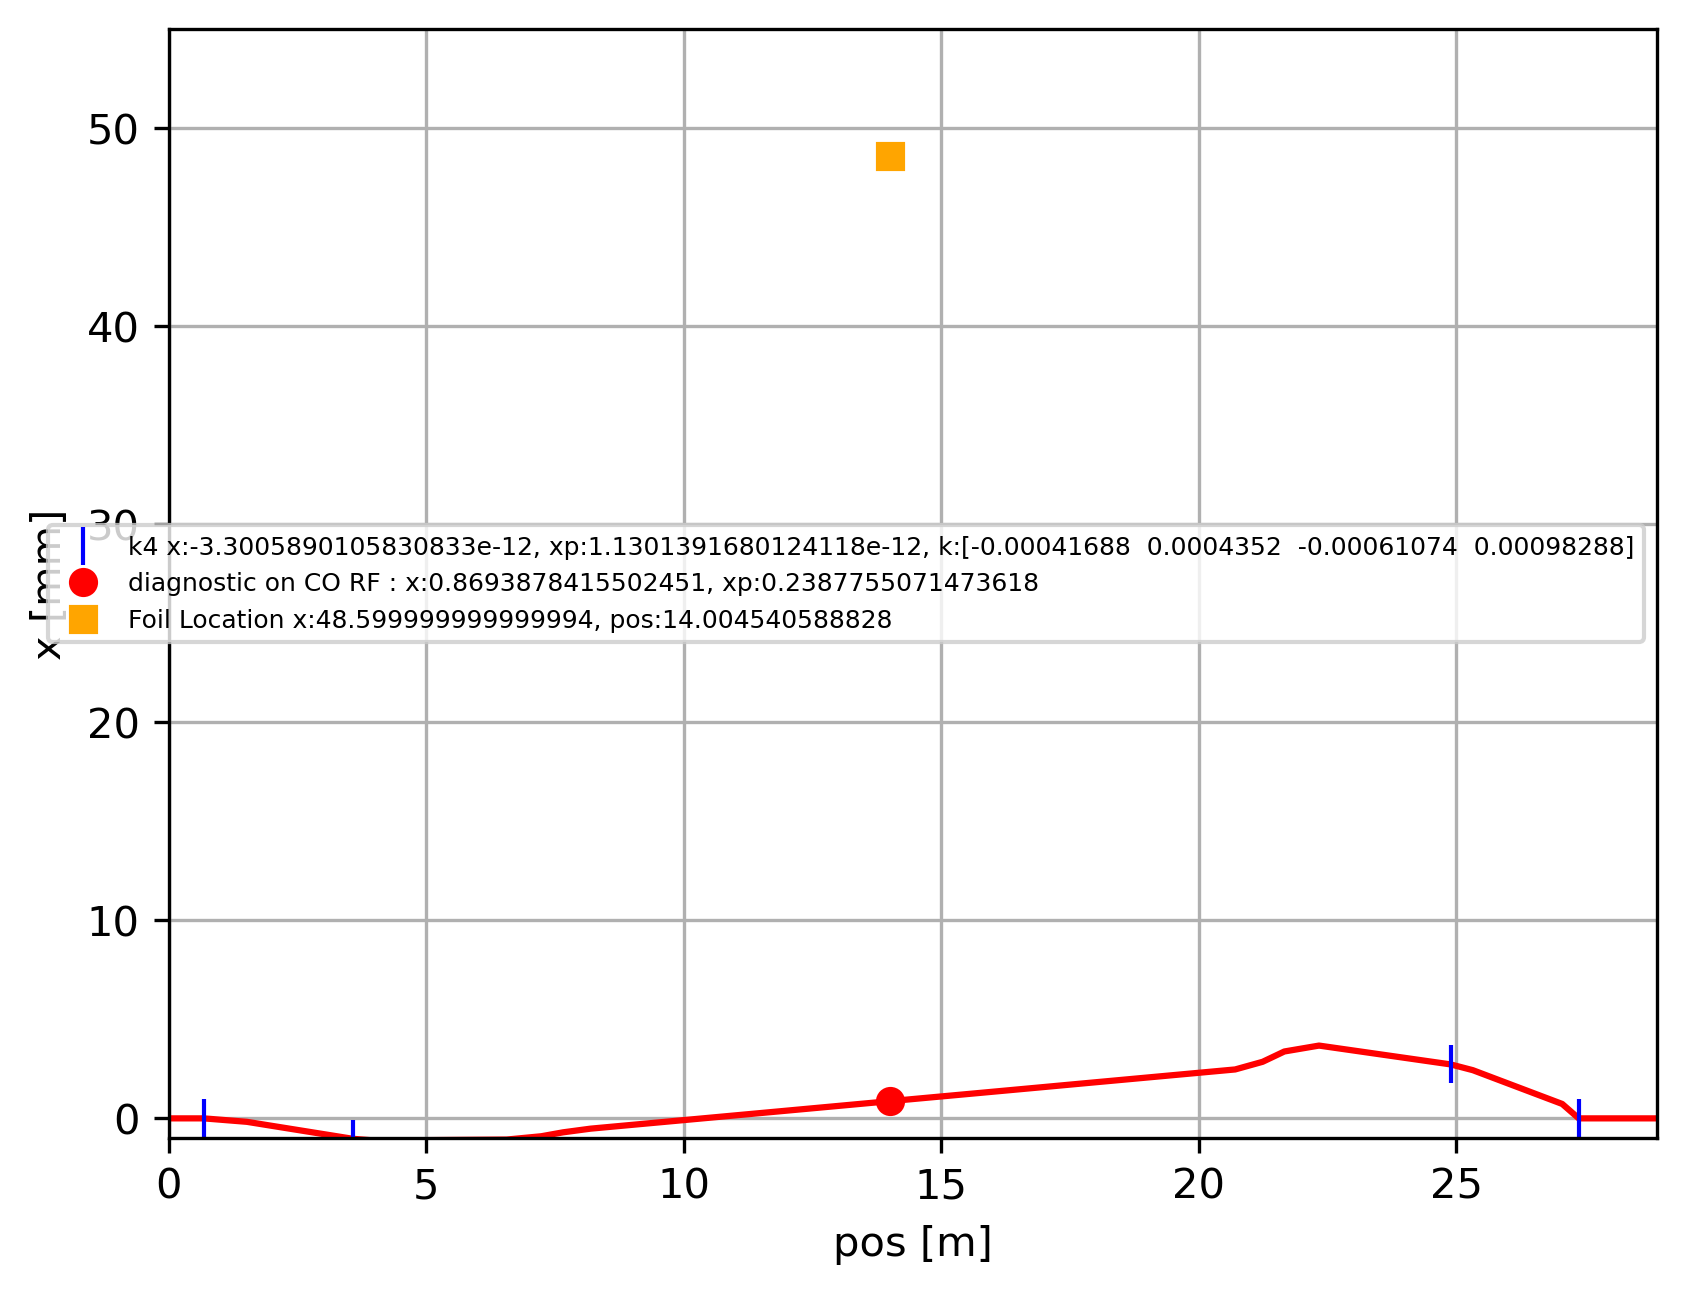 50
40
30
20
10
0
x [mm]
k4 x:-3.3005890105830833e-12, xp:1.1301391680124118e-12, k:[-0.00041688 0.0004352 -0.00061074 0.00098288]
diagnostic on CO RF : x:0.8693878415502451, xp:0.2387755071473618
Foil Location x:48.599999999999994, pos:14.004540588828
0 5 10 15 20 25
pos [m]